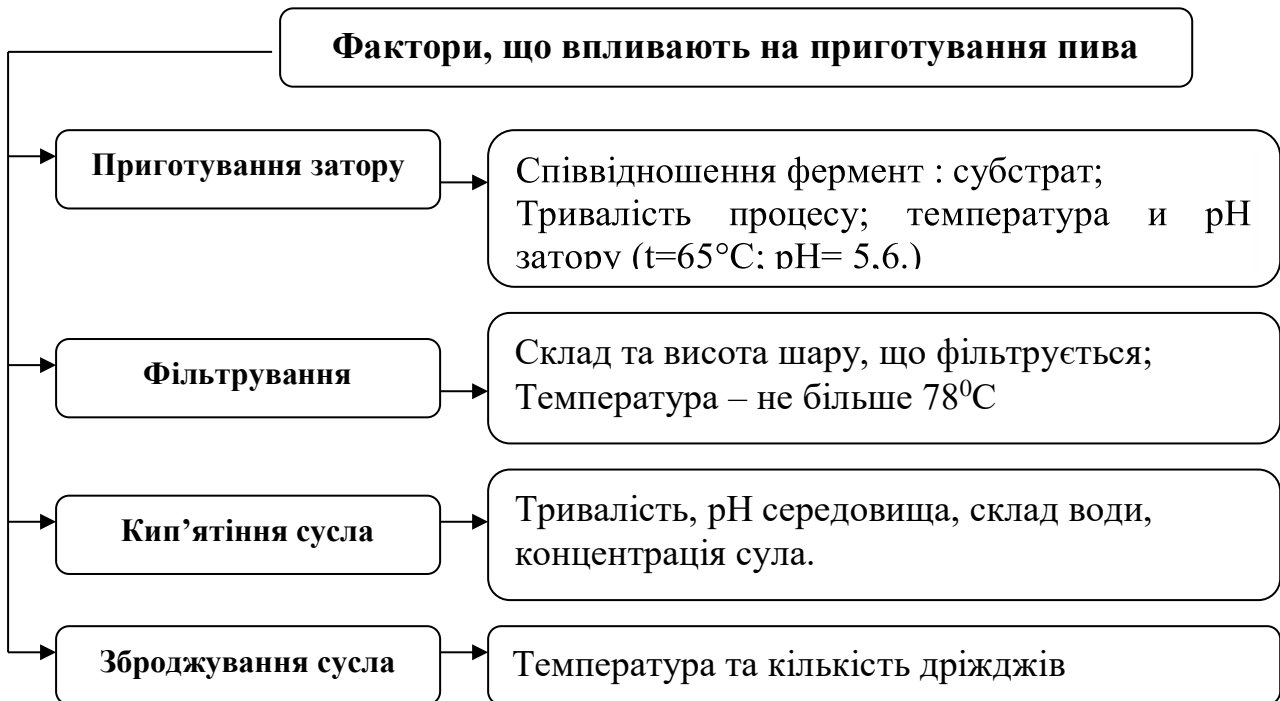 Фактори, що впливають на приготування пива
Приготування затору
Співвідношення фермент : субстрат;
Тривалість процесу; температура и pH
затору (t=65°C; pH= 5,6.)
Фільтрування
Склад та висота шару, що фільтрується;
Температура – не більше 78⁰С
Кип’ятіння сусла
Тривалість, pH середовища, склад води,
концентрація сула.
Зброджування сусла
Температура та кількість дріжджів